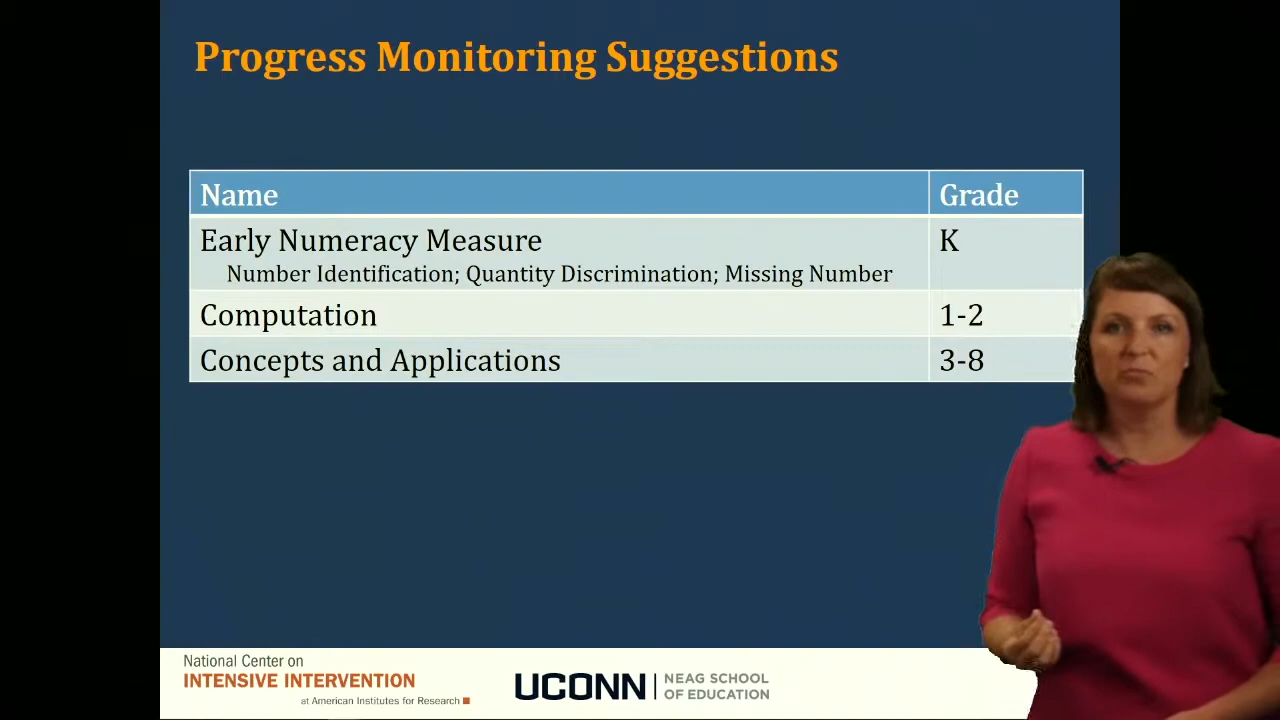 Progress Monitoring Suggestions
Name Grade
Early Numeracy Measure K
Number Identification; Quantity Discrimination; Missing Number
Computation 1-2
Concepts and Applications 3-8
National Center on
INTENSIVE INTERVENTION
at American Institutes for Research
UCONN
NEAG SCHOOL
OF EDUCATION